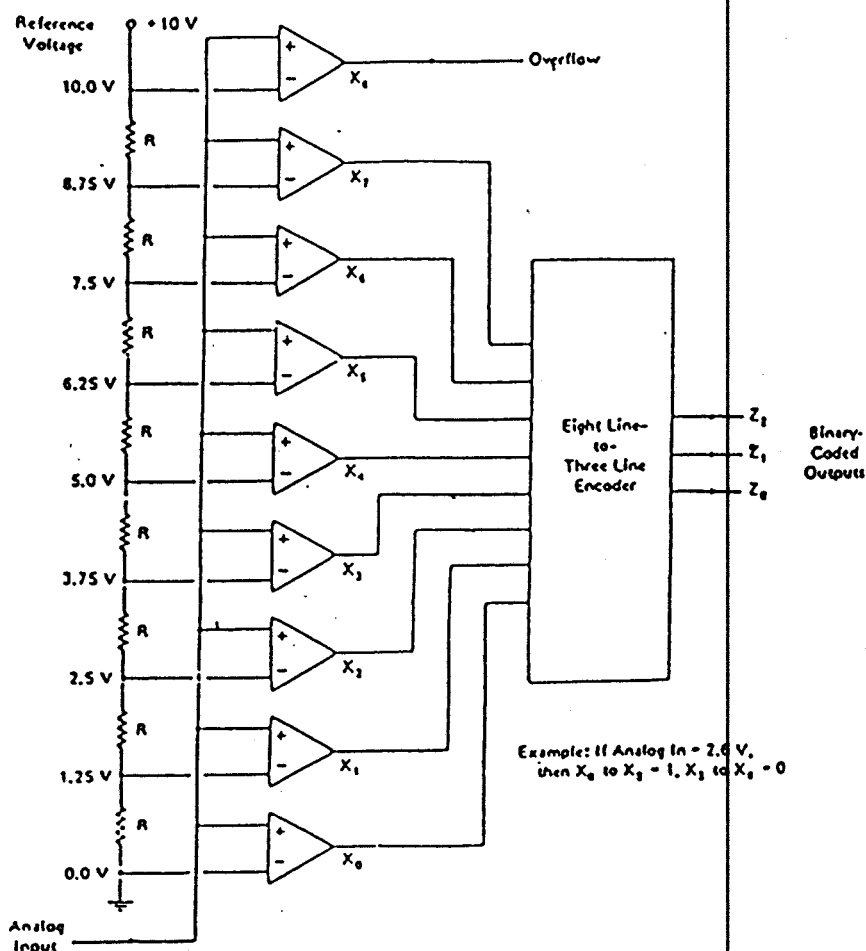 Reference
Voltage
+10 V
10.0 V
X₈
Overflow
R
8.75 V
X₇
R
7.5 V
X₆
R
6.25 V
X₅
R
5.0 V
X₄
R
3.75 V
X₃
R
2.5 V
X₂
R
1.25 V
X₁
R
0.0 V
X₀
+
−
+
−
+
−
+
−
+
−
+
−
+
−
+
−
+
−
Eight Line-
to-
Three Line
Encoder
Z₂
Z₁
Z₀
Binary-
Coded
Outputs
Example: If Analog In = 2.6 V,
then X₀ to X₂ = 1, X₃ to X₈ = 0
Analog
Input